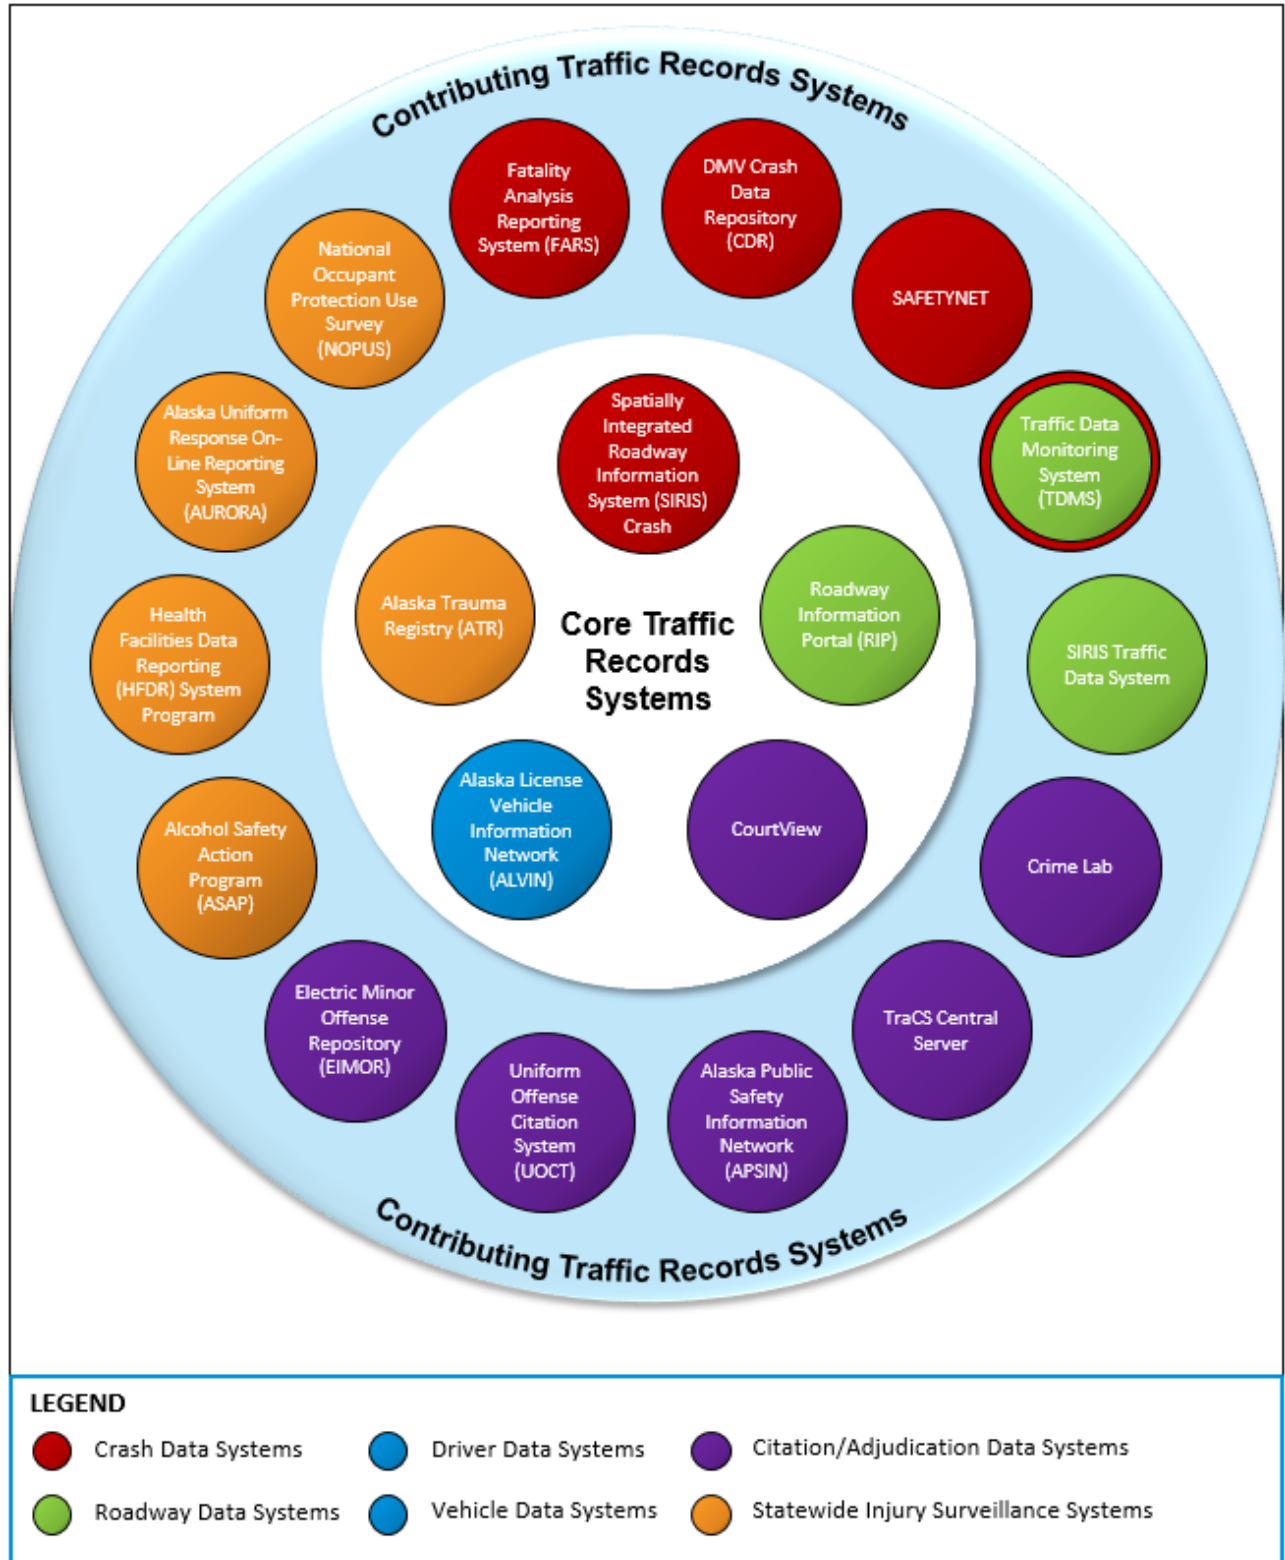 Contributing Traffic Records Systems
Fatality
Analysis
Reporting
System (FARS)
DMV Crash
Data
Repository
(CDR)
National
Occupant
Protection Use
Survey
(NOPUS)
SAFETYNET
Alaska Uniform
Response On-
Line Reporting
System
(AURORA)
Spatially
Integrated
Roadway
Information
System (SIRIS)
Crash
Traffic Data
Monitoring
System
(TDMS)
Alaska Trauma
Registry (ATR)
Core Traffic
Records
Systems
Roadway
Information
Portal (RIP)
Health
Facilities Data
Reporting
(HFDR) System
Program
SIRIS Traffic
Data System
Alaska License
Vehicle
Information
Network
(ALVIN)
CourtView
Alcohol Safety
Action
Program
(ASAP)
Crime Lab
Electric Minor
Offense
Repository
(EIMOR)
Uniform
Offense
Citation
System
(UOCT)
Alaska Public
Safety
Information
Network
(APSIN)
TraCS Central
Server
Contributing Traffic Records Systems
LEGEND
Crash Data Systems
Driver Data Systems
Citation/Adjudication Data Systems
Roadway Data Systems
Vehicle Data Systems
Statewide Injury Surveillance Systems